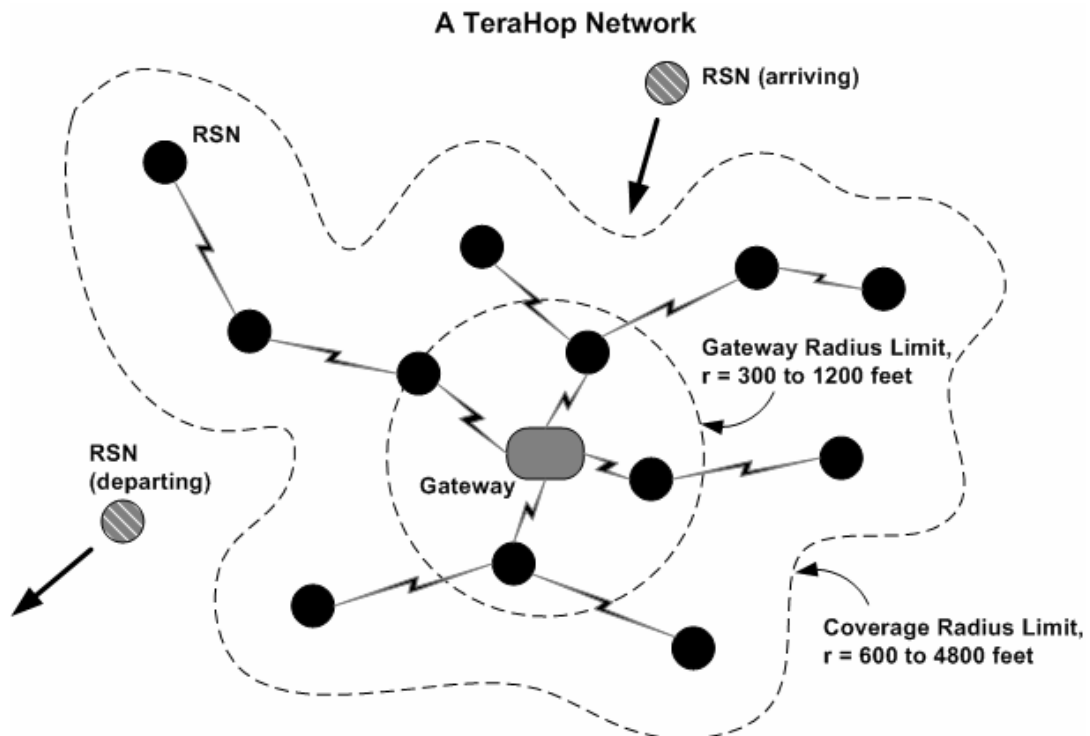 A TeraHop Network
RSN (arriving)
RSN
Gateway Radius Limit,
r = 300 to 1200 feet
RSN
(departing)
Gateway
Coverage Radius Limit,
r = 600 to 4800 feet